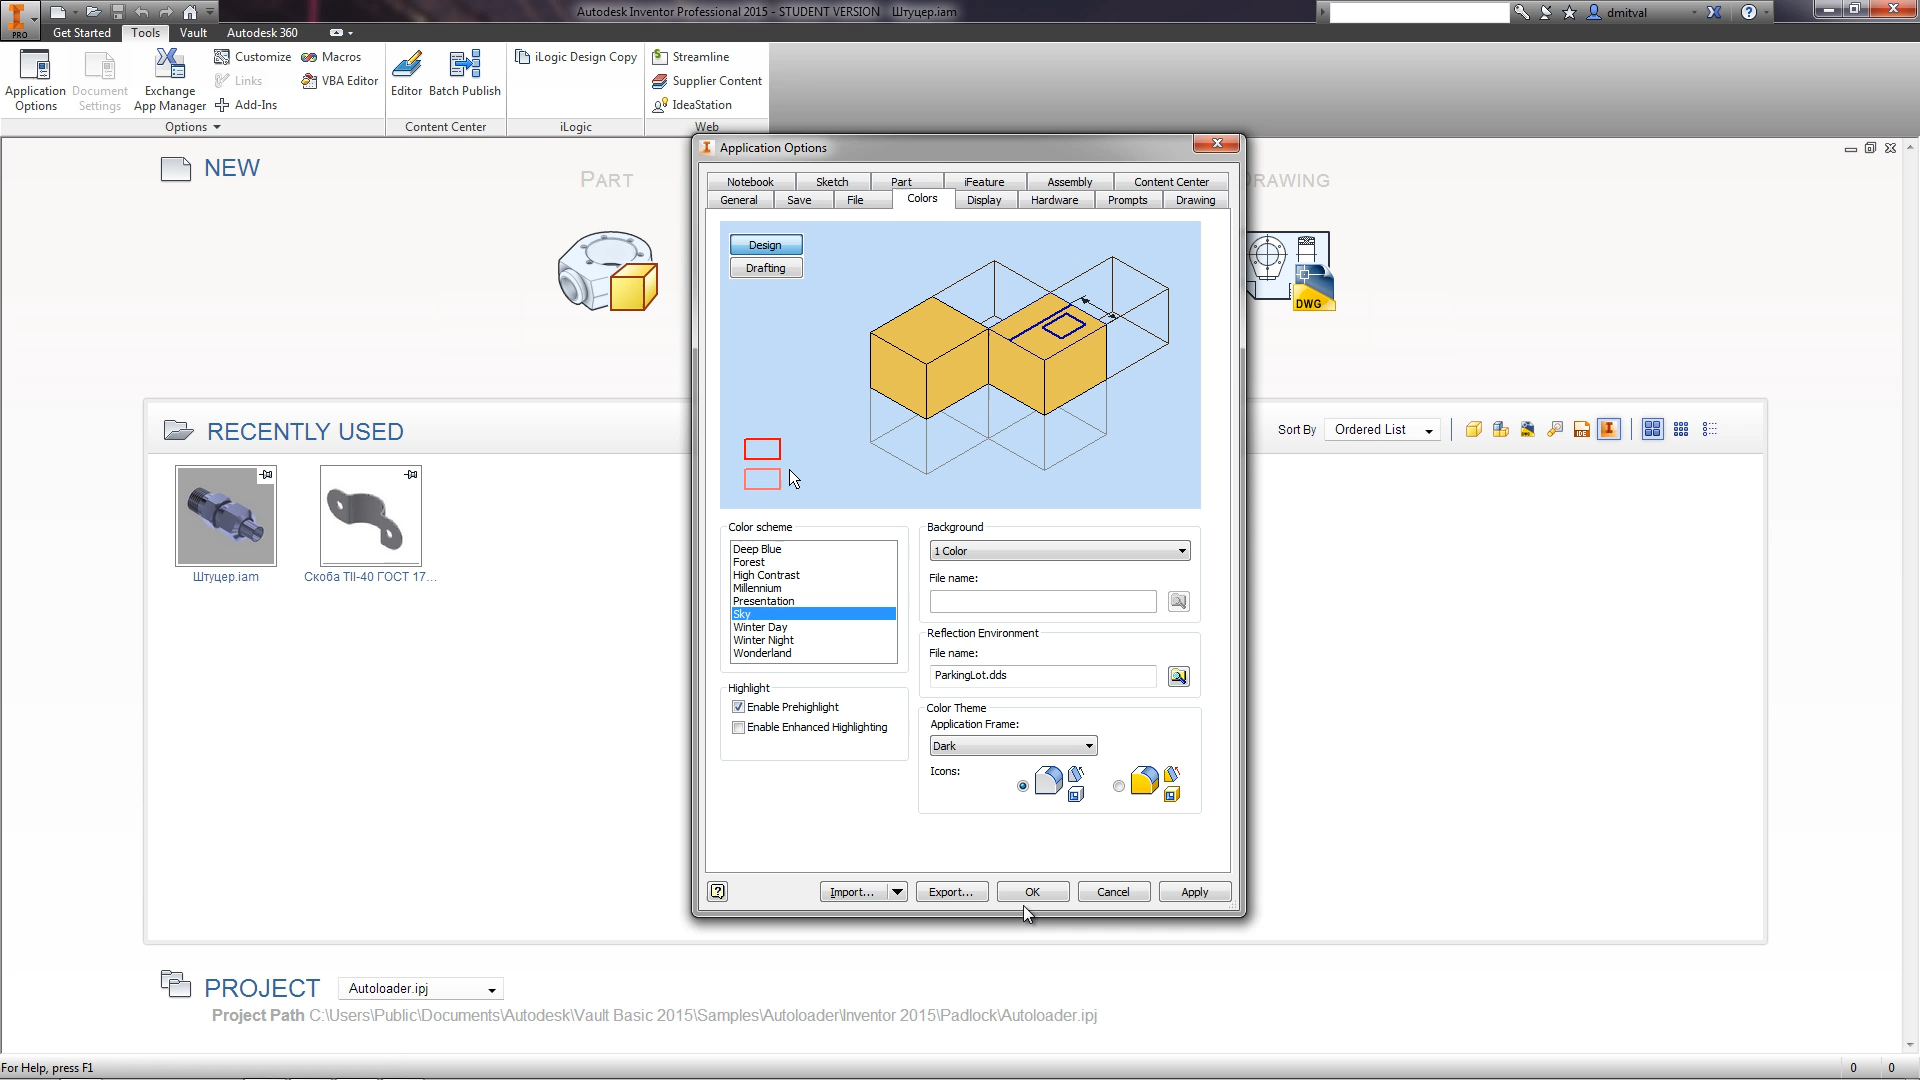 Autodesk Inventor Professional 2015 - STUDENT VERSION Штуцер.iam
dmitval
PRO
Get Started Tools Vault Autodesk 360
Application Options
Document Settings
Exchange App Manager
Customize
Links
Add-Ins
Macros
VBA Editor
Editor
Batch Publish
iLogic Design Copy
Streamline
Supplier Content
IdeaStation
Options
Content Center
iLogic
Web
NEW
PART
RAWING
DWG
Application Options
Notebook Sketch Part iFeature Assembly Content Center
General Save File Colors Display Hardware Prompts Drawing
Design
Drafting
Color scheme
Deep Blue
Forest
High Contrast
Millennium
Presentation
Sky
Winter Day
Winter Night
Wonderland
Highlight
Enable Prehighlight
Enable Enhanced Highlighting
Background
1 Color
File name:
Reflection Environment
File name:
ParkingLot.dds
Color Theme
Application Frame:
Dark
Icons:
Import... Export... OK Cancel Apply
RECENTLY USED
Sort By Ordered List
IDE
Штуцер.iam
Скоба TII-40 ГОСТ 17...
PROJECT Autoloader.ipj
Project Path C:\Users\Public\Documents\Autodesk\Vault Basic 2015\Samples\Autoloader\Inventor 2015\Padlock\Autoloader.ipj
For Help, press F1
0 0